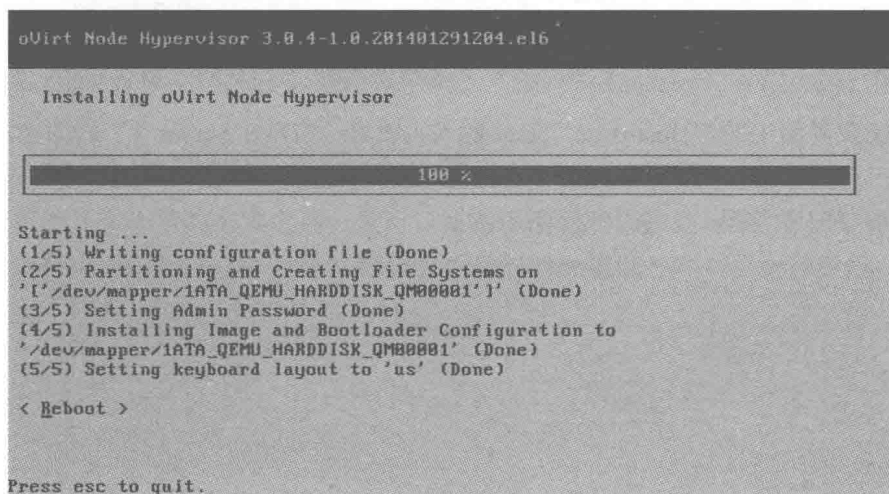 oVirt Node Hypervisor 3.0.4-1.0.201401291204.el6
Installing oVirt Node Hypervisor
100 %
Starting ...
(1/5) Writing configuration file (Done)
(2/5) Partitioning and Creating File Systems on
'['/dev/mapper/1ATA_QEMU_HARDDISK_QM00001']' (Done)
(3/5) Setting Admin Password (Done)
(4/5) Installing Image and Bootloader Configuration to
'/dev/mapper/1ATA_QEMU_HARDDISK_QM00001' (Done)
(5/5) Setting keyboard layout to 'us' (Done)
< Reboot >
Press esc to quit.